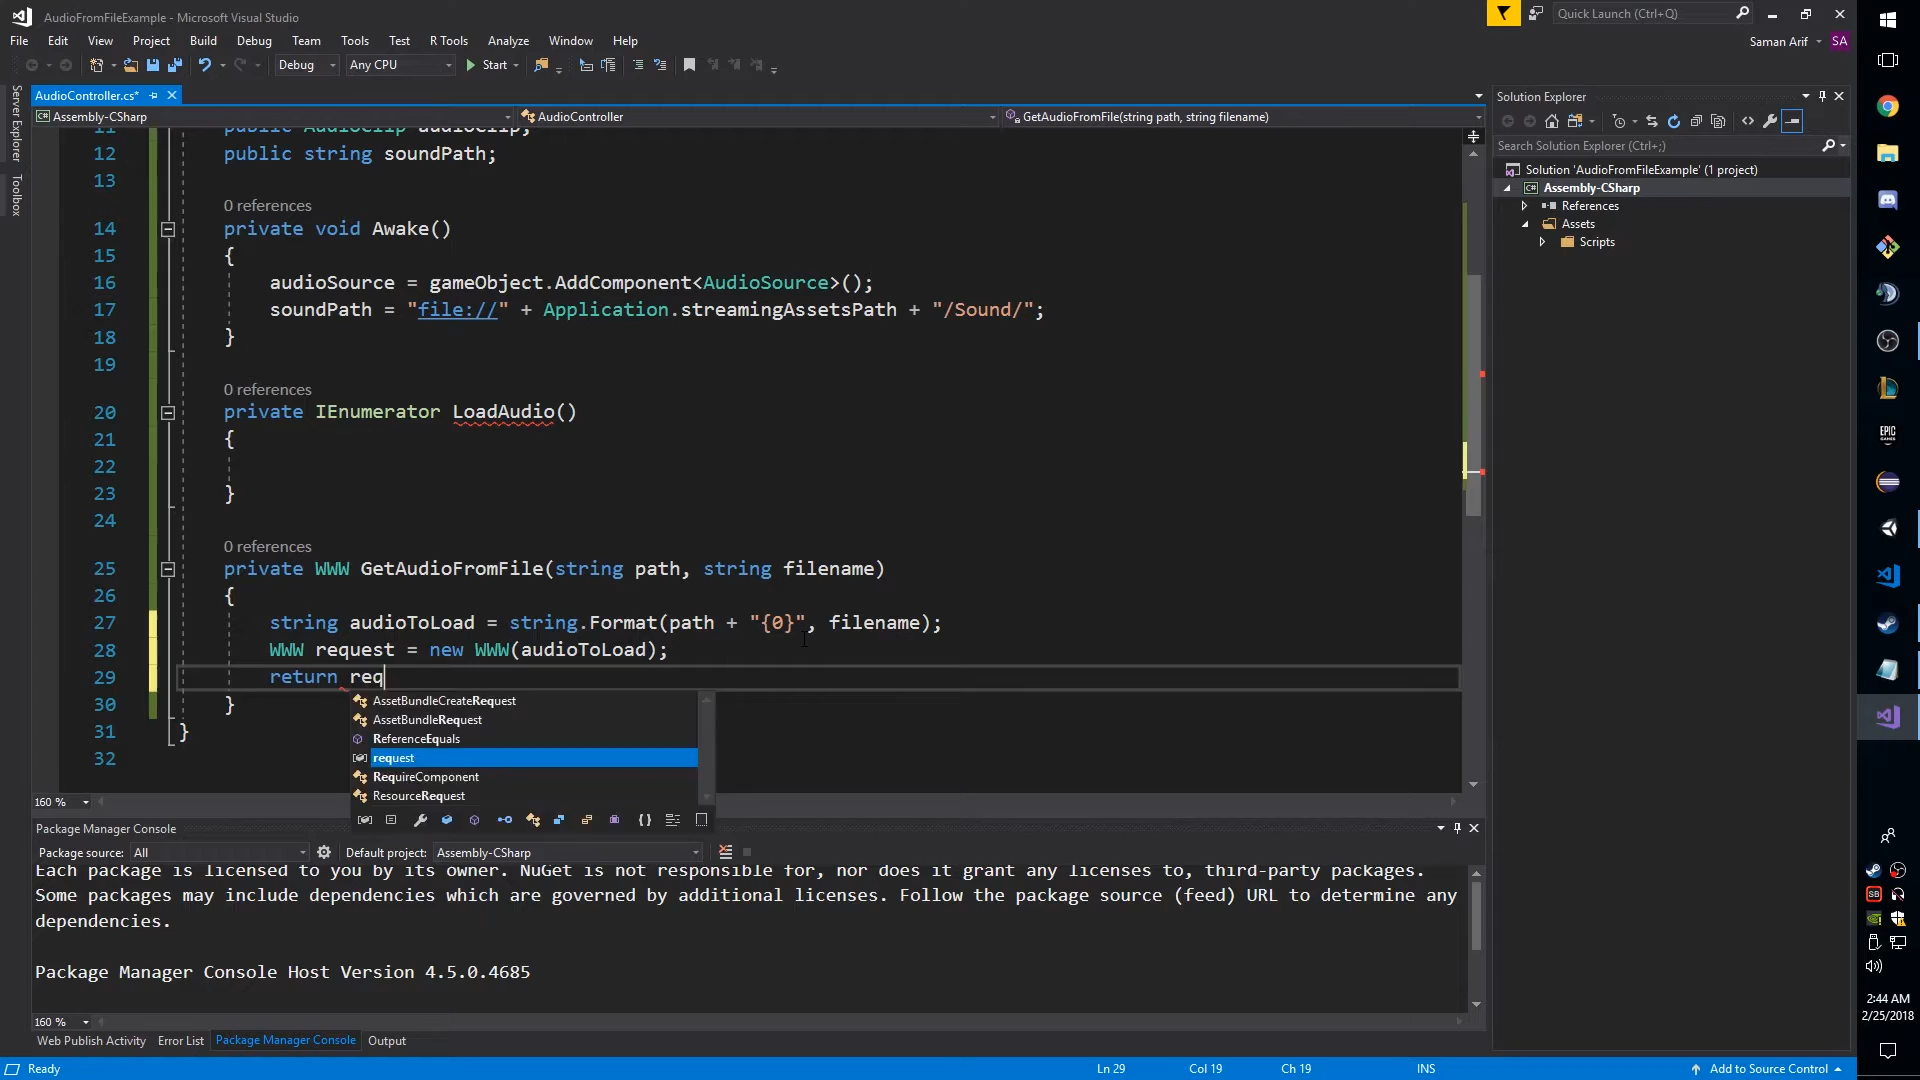 AudioFromFileExample - Microsoft Visual Studio
Quick Launch (Ctrl+Q)
File Edit View Project Build Debug Team Tools Test R Tools Analyze Window Help
Saman Arif SA
Debug Any CPU Start
Server Explorer
Toolbox
AudioController.cs*
Assembly-CSharp AudioController GetAudioFromFile(string path, string filename)
11 public AudioClip audioClip;
12 public string soundPath;
13
0 references
14 private void Awake()
15 {
16 audioSource = gameObject.AddComponent<AudioSource>();
17 soundPath = "file://" + Application.streamingAssetsPath + "/Sound/";
18 }
19
0 references
20 private IEnumerator LoadAudio()
21 {
22
23 }
24
0 references
25 private WWW GetAudioFromFile(string path, string filename)
26 {
27 string audioToLoad = string.Format(path + "{0}", filename);
28 WWW request = new WWW(audioToLoad);
29 return req
30 }
31 }
32
AssetBundleCreateRequest
AssetBundleRequest
ReferenceEquals
request
RequireComponent
ResourceRequest
160 %
Solution Explorer
Search Solution Explorer (Ctrl+;)
Solution 'AudioFromFileExample' (1 project)
Assembly-CSharp
References
Assets
Scripts
Package Manager Console
Package source: All Default project: Assembly-CSharp
Each package is licensed to you by its owner. NuGet is not responsible for, nor does it grant any licenses to, third-party packages.
Some packages may include dependencies which are governed by additional licenses. Follow the package source (feed) URL to determine any
dependencies.
Package Manager Console Host Version 4.5.0.4685
160 %
Web Publish Activity Error List Package Manager Console Output
Ready Ln 29 Col 19 Ch 19 INS Add to Source Control
EPIC
GAMES
SB
2:44 AM
2/25/2018